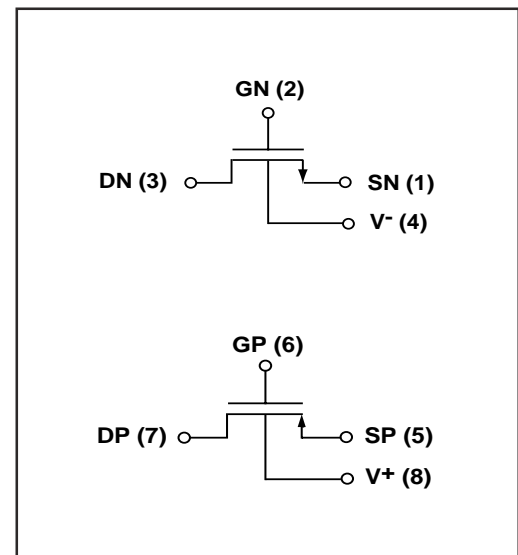 GN (2)
DN (3)
SN (1)
V- (4)
GP (6)
DP (7)
SP (5)
V+ (8)